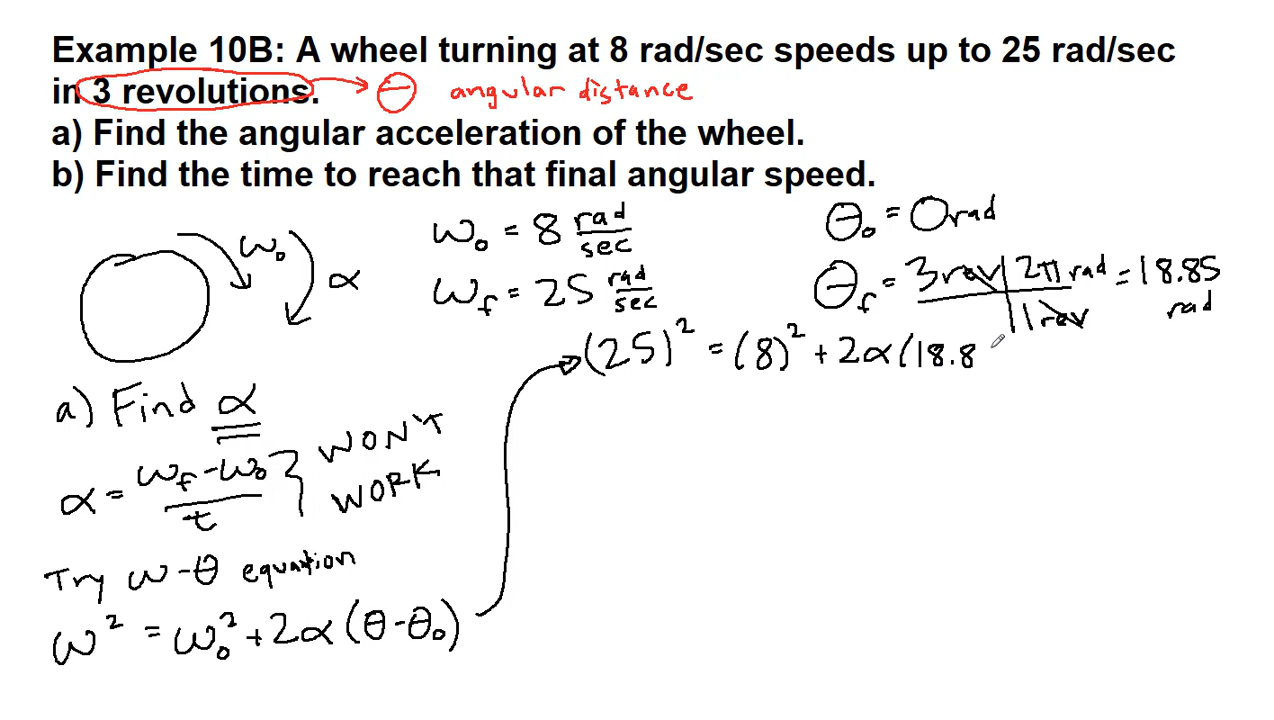 Example 10B: A wheel turning at 8 rad/sec speeds up to 25 rad/sec
in 3 revolutions. → θ angular distance
a) Find the angular acceleration of the wheel.
b) Find the time to reach that final angular speed.
ω₀ α
ω₀ = 8 rad/sec
ω_f = 25 rad/sec
θ₀ = 0 rad
θ_f = 3 rev | 2π rad / 1 rev = 18.85 rad
a) Find α
α = (ω_f - ω₀)/t } WON'T WORK
Try ω-θ equation
ω² = ω₀² + 2α(θ-θ₀)
(25)² = (8)² + 2α(18.8